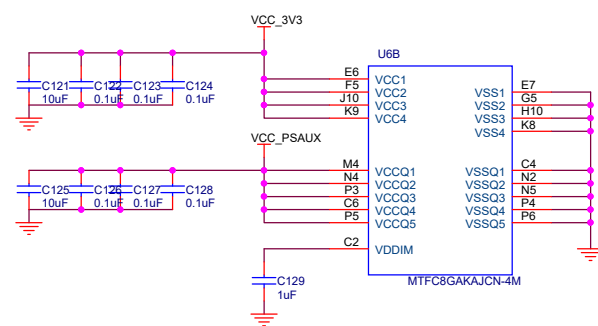 VCC_3V3
U6B
C121
10uF
C122
0.1uF
C123
0.1uF
C124
0.1uF
E6 VCC1
F5 VCC2
J10 VCC3
K9 VCC4
VSS1 E7
VSS2 G5
VSS3 H10
VSS4 K8
VCC_PSAUX
C125
10uF
C126
0.1uF
C127
0.1uF
C128
0.1uF
M4 VCCQ1
N4 VCCQ2
P3 VCCQ3
C6 VCCQ4
P5 VCCQ5
VSSQ1 C4
VSSQ2 N2
VSSQ3 N5
VSSQ4 P4
VSSQ5 P6
C2 VDDIM
C129
1uF
MTFC8GAKAJCN-4M